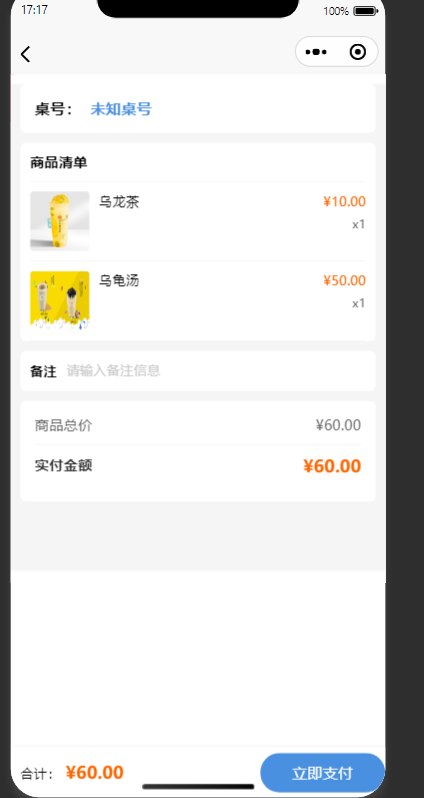 17:17
100%
桌号： 未知桌号
商品清单
乌龙茶 ¥10.00
x1
乌龟汤 ¥50.00
x1
备注 请输入备注信息
商品总价 ¥60.00
实付金额 ¥60.00
合计： ¥60.00 立即支付